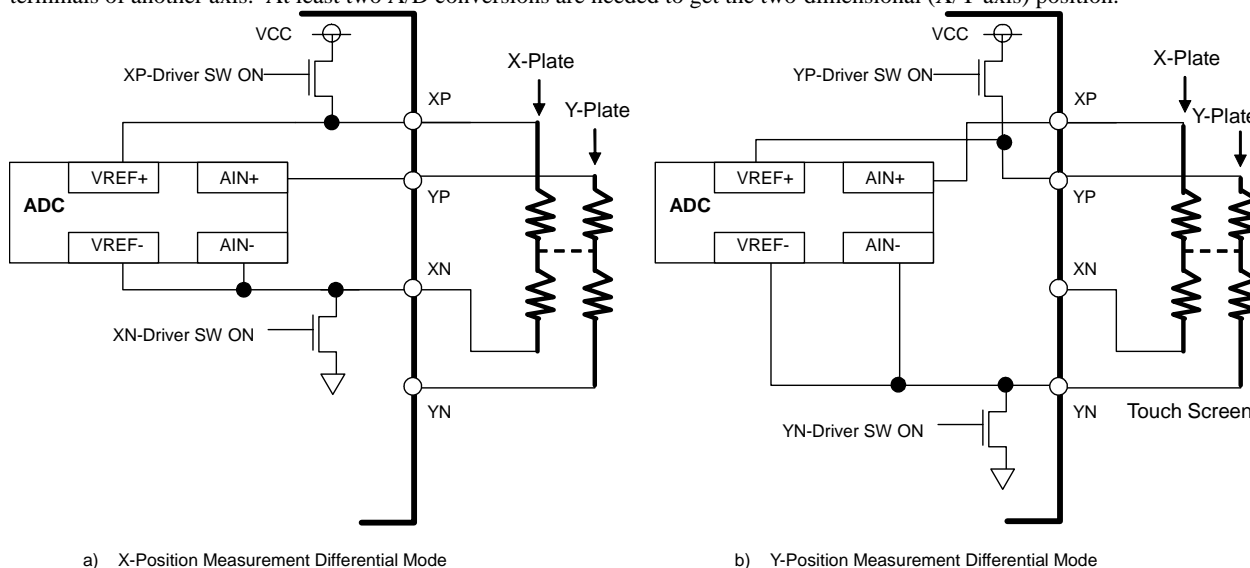 terminals of another axis. At least two A/D conversions are needed to get the two-dimensional (X/Y axis) position.
VCC
XP-Driver SW ON
X-Plate
Y-Plate
XP
VREF+
AIN+
ADC
YP
VREF-
AIN-
XN
XN-Driver SW ON
YN
a) X-Position Measurement Differential Mode
VCC
YP-Driver SW ON
X-Plate
Y-Plate
XP
VREF+
AIN+
ADC
YP
VREF-
AIN-
XN
YN
Touch Screen
YN-Driver SW ON
b) Y-Position Measurement Differential Mode